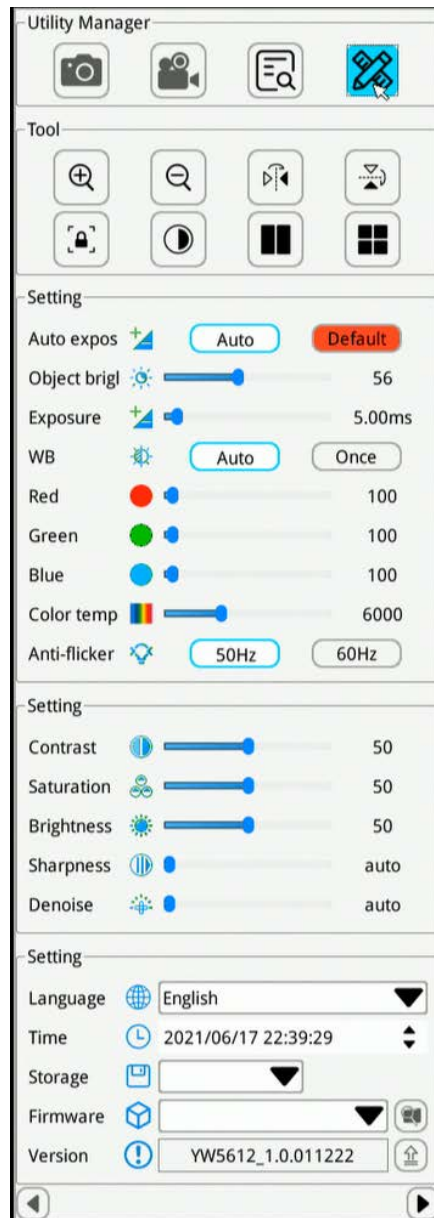 Utility Manager
Tool
Setting
Auto expos Auto Default
Object brigl 56
Exposure 5.00ms
WB Auto Once
Red 100
Green 100
Blue 100
Color temp 6000
Anti-flicker 50Hz 60Hz
Setting
Contrast 50
Saturation 50
Brightness 50
Sharpness auto
Denoise auto
Setting
Language English
Time 2021/06/17 22:39:29
Storage
Firmware
Version YW5612_1.0.011222